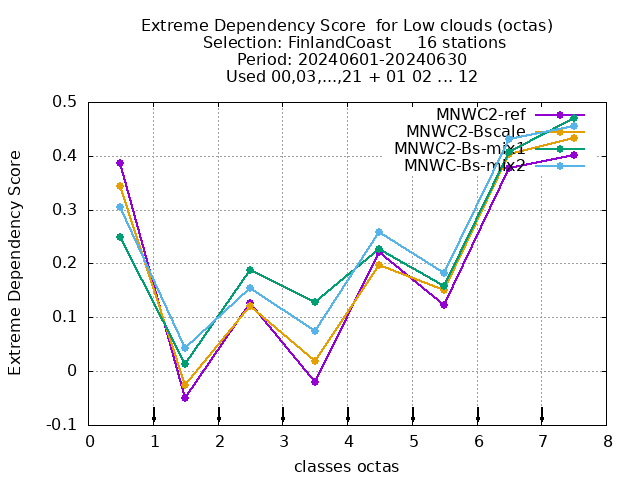 Extreme Dependency Score  for Low clouds (octas)
Selection: FinlandCoast     16 stations
Period: 20240601-20240630
Used 00,03,...,21 + 01 02 ... 12
MNWC2-ref
MNWC2-Bscale
MNWC2-Bs-mix1
MNWC-Bs-mix2
Extreme Dependency Score
0.5
0.4
0.3
0.2
0.1
0
-0.1
0 1 2 3 4 5 6 7 8
classes octas